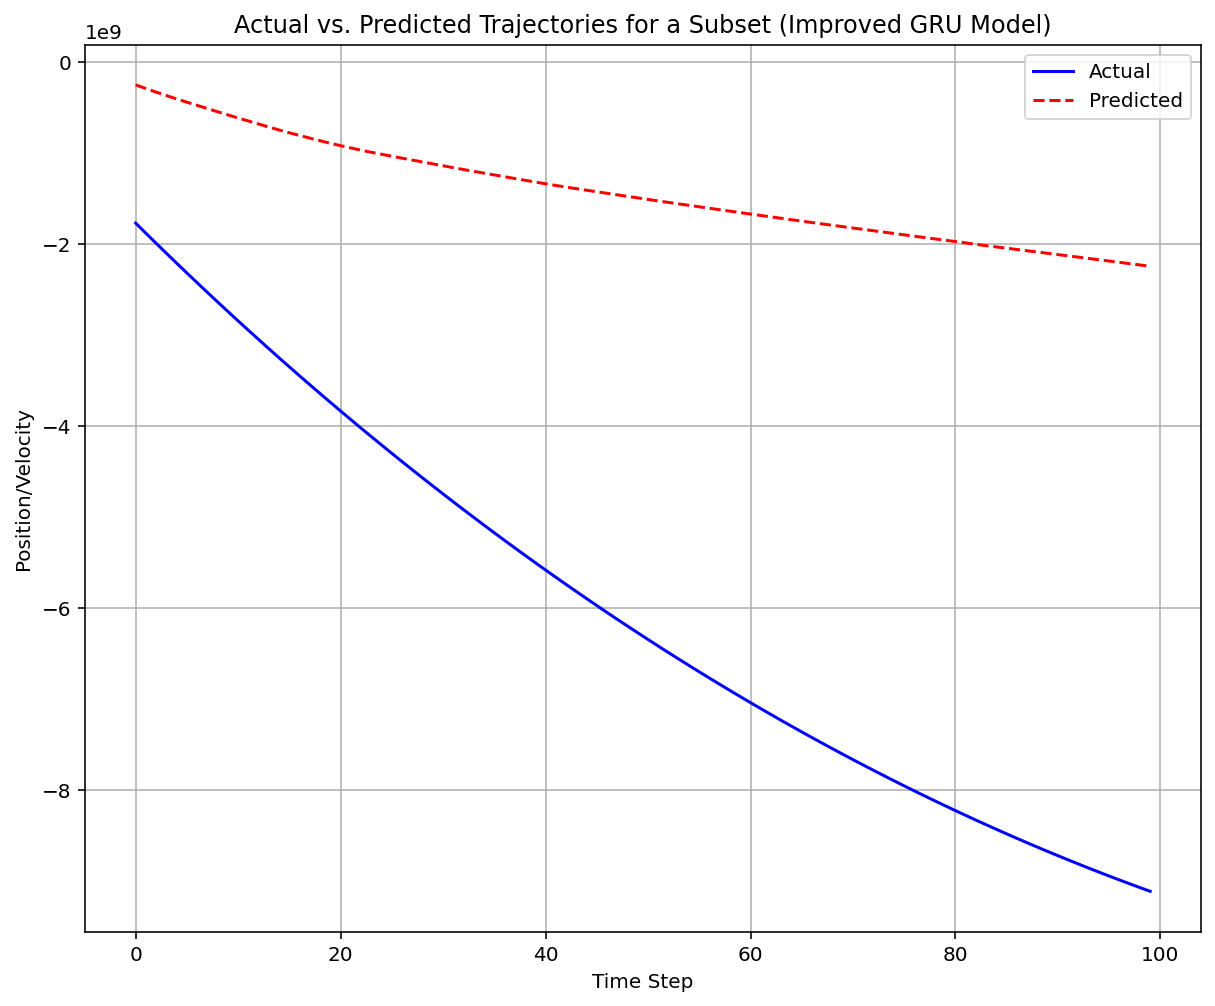 Actual vs. Predicted Trajectories for a Subset (Improved GRU Model)
1e9
0
−2
−4
−6
−8
Position/Velocity
Actual
Predicted
0 20 40 60 80 100
Time Step